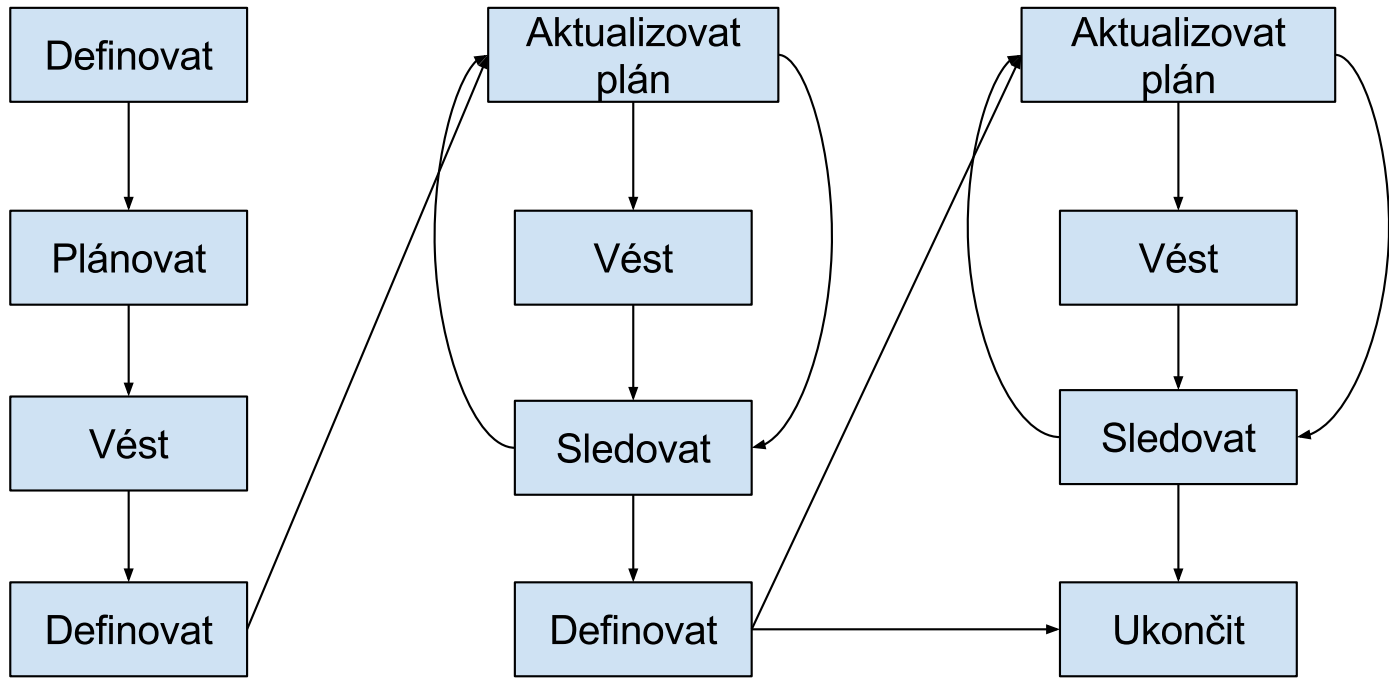 Definovat
Plánovat
Vést
Definovat
Aktualizovat
plán
Vést
Sledovat
Definovat
Aktualizovat
plán
Vést
Sledovat
Ukončit